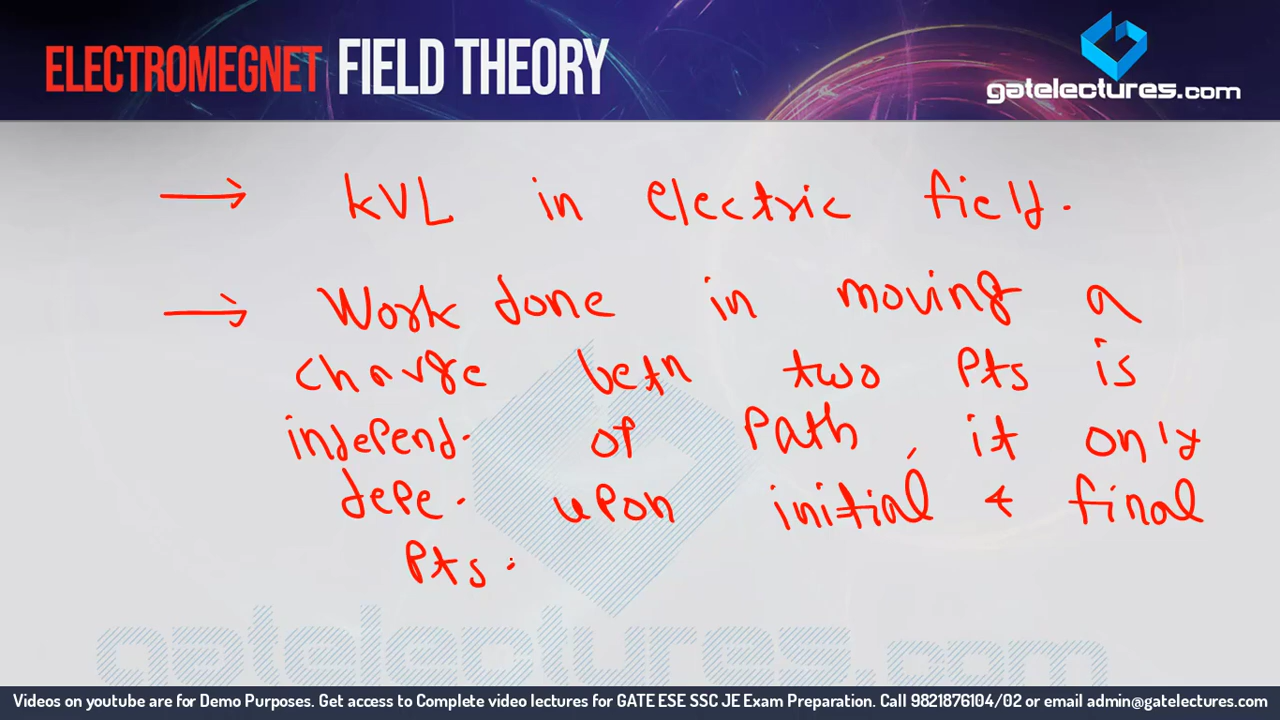 ELECTROMEGNET FIELD THEORY
gatelectures.com
→ KVL in electric field.
→ Work done in moving a
charge betn two Pts is
independ. of Path, it only
depe. upon initial & final
Pts.
gatelectures.com
Videos on youtube are for Demo Purposes. Get access to Complete video lectures for GATE ESE SSC JE Exam Preparation. Call 9821876104/02 or email admin@gatelectures.com